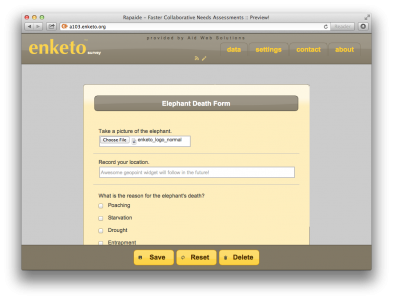 Rapaide – Faster Collaborative Needs Assessments :: Preview!
a103.enketo.org
Reader
provided by Aid Web Solutions
enketo
data
settings
contact
about
Elephant Death Form
Take a picture of the elephant.
Choose File enketo_logo_normal
Record your location.
Awesome geopoint widget will follow in the future!
What is the reason for the elephant's death?
Poaching
Starvation
Drought
Entrapment
Save Reset Delete